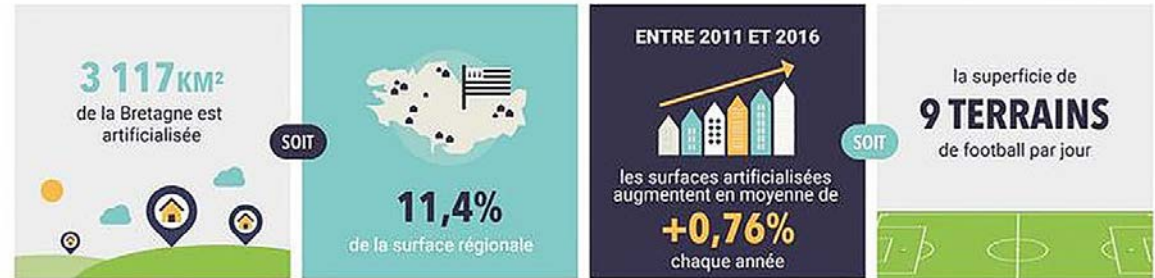 3 117 KM²
de la Bretagne est
artificialisée
SOIT
11,4%
de la surface régionale
ENTRE 2011 ET 2016
les surfaces artificialisées
augmentent en moyenne de
+0,76%
chaque année
SOIT
la superficie de
9 TERRAINS
de football par jour